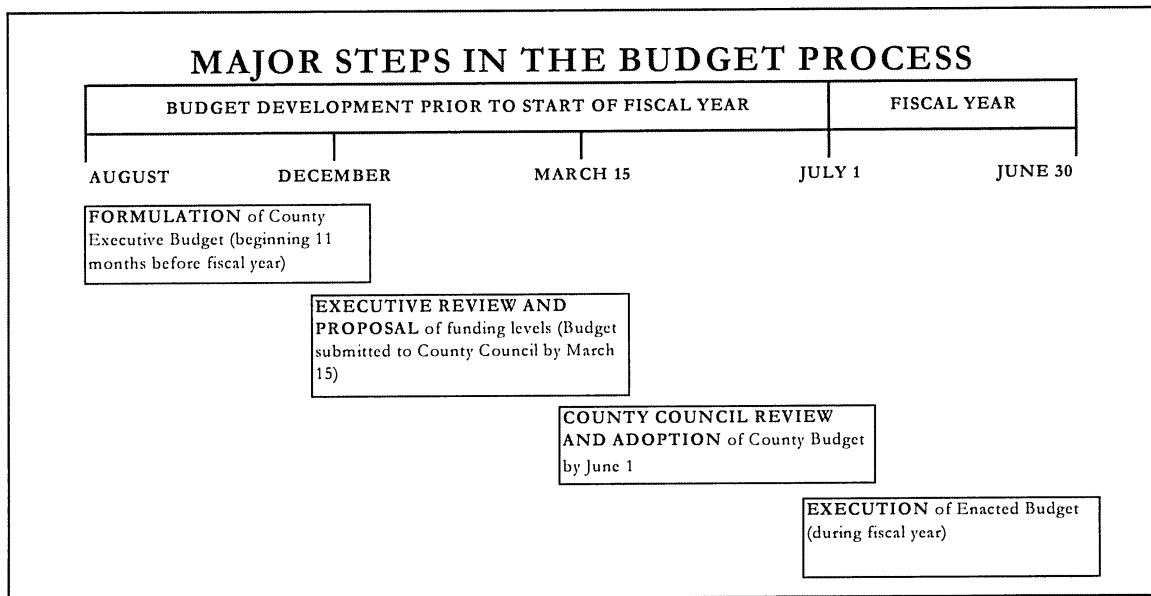 MAJOR STEPS IN THE BUDGET PROCESS
BUDGET DEVELOPMENT PRIOR TO START OF FISCAL YEAR
FISCAL YEAR
AUGUST
DECEMBER
MARCH 15
JULY 1
JUNE 30
FORMULATION of County
Executive Budget (beginning 11
months before fiscal year)
EXECUTIVE REVIEW AND
PROPOSAL of funding levels (Budget
submitted to County Council by March
15)
COUNTY COUNCIL REVIEW
AND ADOPTION of County Budget
by June 1
EXECUTION of Enacted Budget
(during fiscal year)